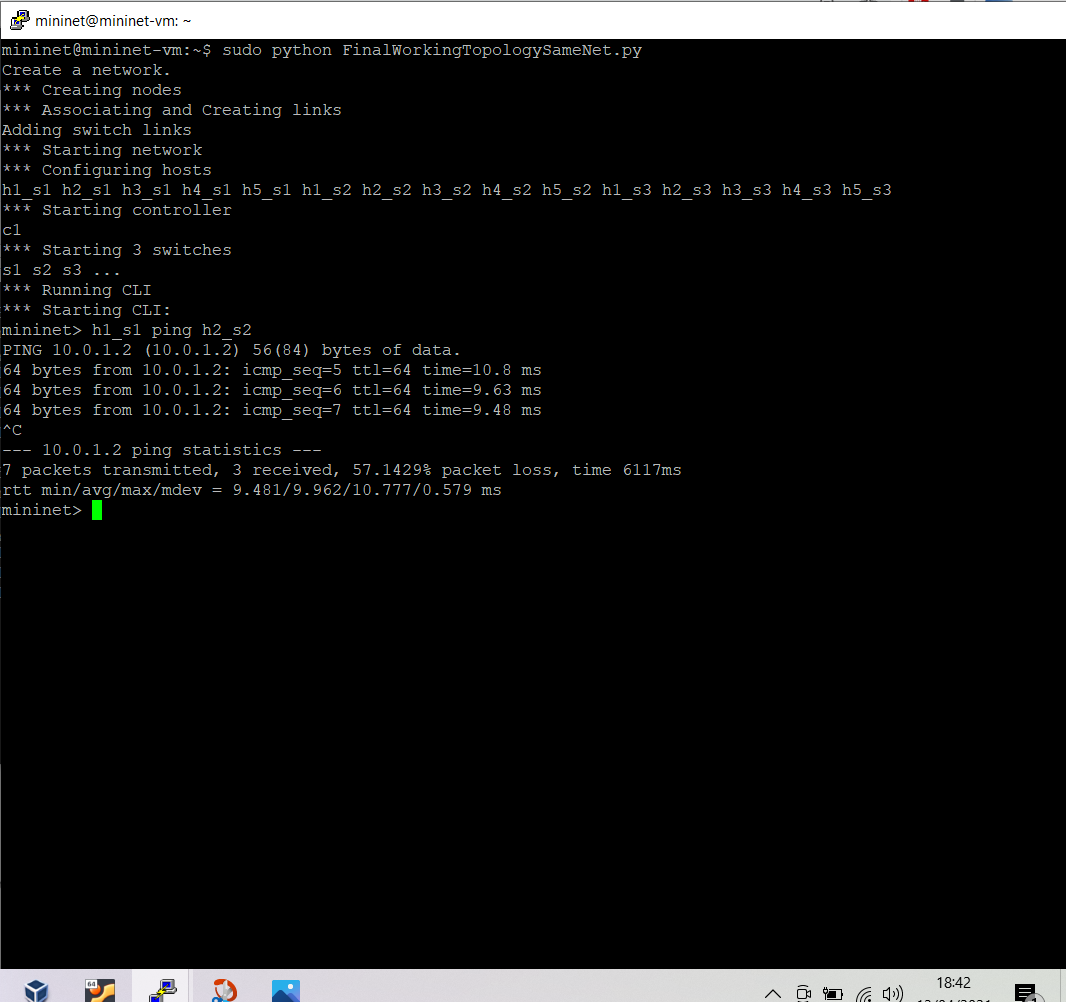 mininet@mininet-vm: ~
mininet@mininet-vm:~$ sudo python FinalWorkingTopologySameNet.py
Create a network.
*** Creating nodes
*** Associating and Creating links
Adding switch links
*** Starting network
*** Configuring hosts
h1_s1 h2_s1 h3_s1 h4_s1 h5_s1 h1_s2 h2_s2 h3_s2 h4_s2 h5_s2 h1_s3 h2_s3 h3_s3 h4_s3 h5_s3
*** Starting controller
c1
*** Starting 3 switches
s1 s2 s3 ...
*** Running CLI
*** Starting CLI:
mininet> h1_s1 ping h2_s2
PING 10.0.1.2 (10.0.1.2) 56(84) bytes of data.
64 bytes from 10.0.1.2: icmp_seq=5 ttl=64 time=10.8 ms
64 bytes from 10.0.1.2: icmp_seq=6 ttl=64 time=9.63 ms
64 bytes from 10.0.1.2: icmp_seq=7 ttl=64 time=9.48 ms
^C
--- 10.0.1.2 ping statistics ---
7 packets transmitted, 3 received, 57.1429% packet loss, time 6117ms
rtt min/avg/max/mdev = 9.481/9.962/10.777/0.579 ms
mininet>
64
18:42